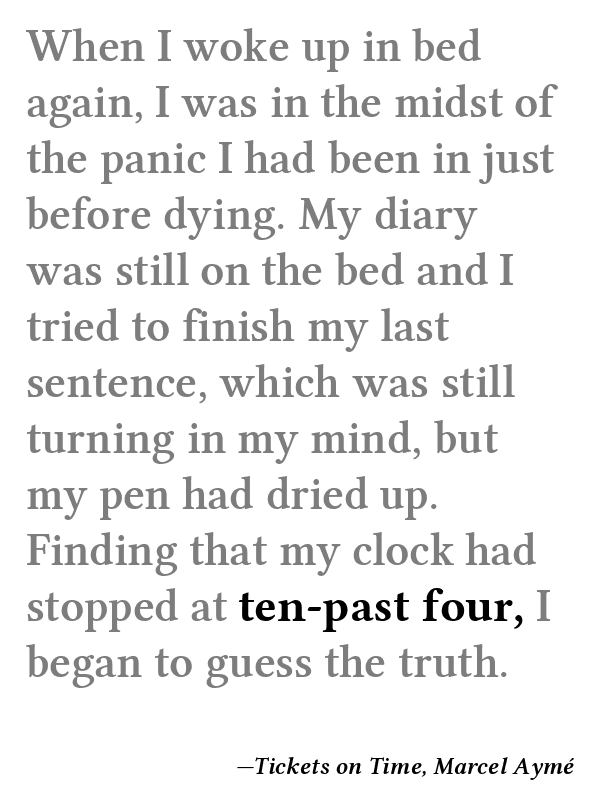 When I woke up in bed
again, I was in the midst of
the panic I had been in just
before dying. My diary
was still on the bed and I
tried to finish my last
sentence, which was still
turning in my mind, but
my pen had dried up.
Finding that my clock had
stopped at ten-past four, I
began to guess the truth.
—Tickets on Time, Marcel Aymé